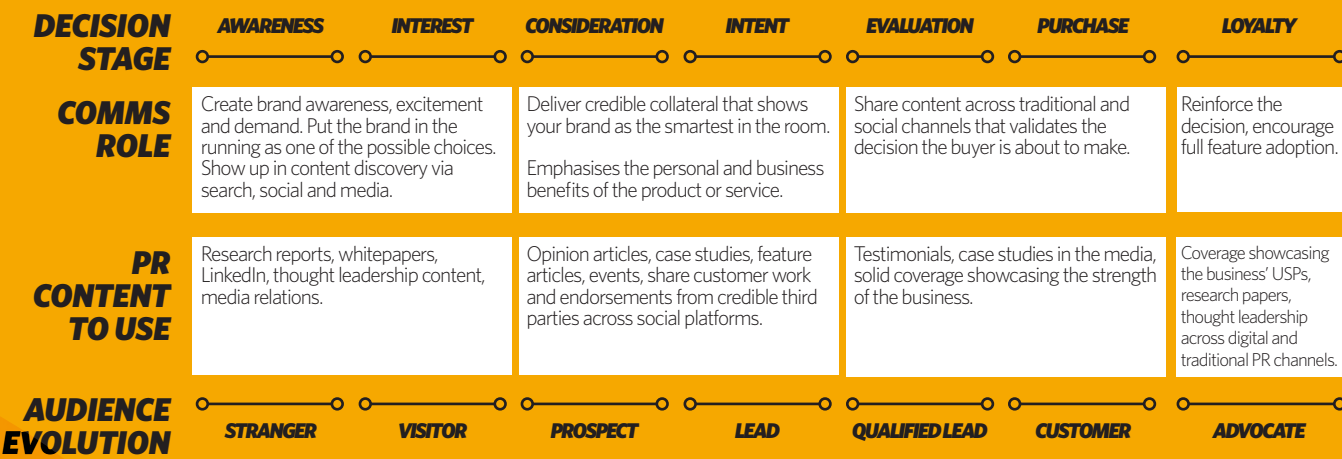 DECISION
STAGE
AWARENESS
INTEREST
CONSIDERATION
INTENT
EVALUATION
PURCHASE
LOYALTY
COMMS
ROLE
Create brand awareness, excitement
and demand. Put the brand in the
running as one of the possible choices.
Show up in content discovery via
search, social and media.
Deliver credible collateral that shows
your brand as the smartest in the room.
Emphasises the personal and business
benefits of the product or service.
Share content across traditional and
social channels that validates the
decision the buyer is about to make.
Reinforce the
decision, encourage
full feature adoption.
PR
CONTENT
TO USE
Research reports, whitepapers,
LinkedIn, thought leadership content,
media relations.
Opinion articles, case studies, feature
articles, events, share customer work
and endorsements from credible third
parties across social platforms.
Testimonials, case studies in the media,
solid coverage showcasing the strength
of the business.
Coverage showcasing
the business’ USPs,
research papers,
thought leadership
across digital and
traditional PR channels.
AUDIENCE
EVOLUTION
STRANGER
VISITOR
PROSPECT
LEAD
QUALIFIED LEAD
CUSTOMER
ADVOCATE